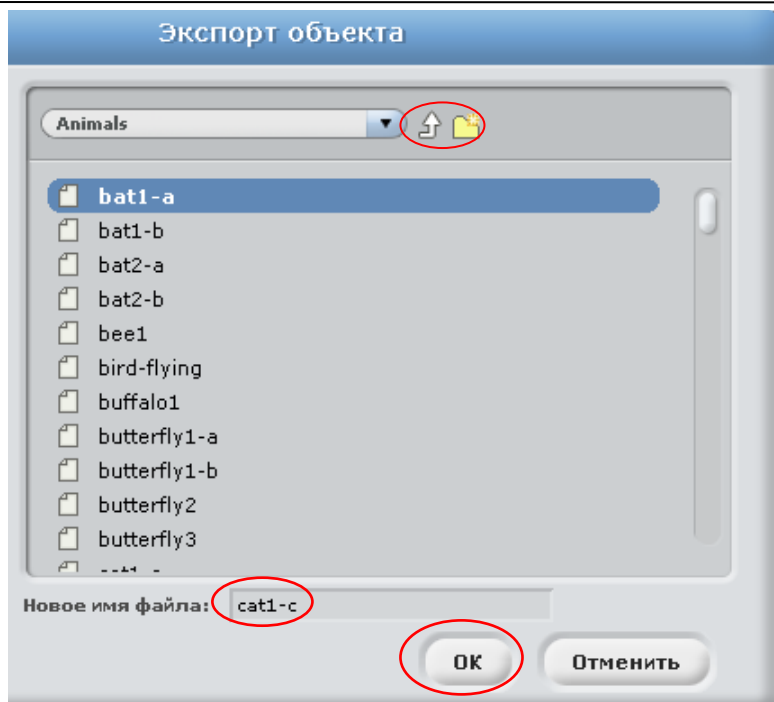 Экспорт объекта
Animals
bat1-a
bat1-b
bat2-a
bat2-b
bee1
bird-flying
buffalo1
butterfly1-a
butterfly1-b
butterfly2
butterfly3
Новое имя файла: cat1-c
ОК Отменить